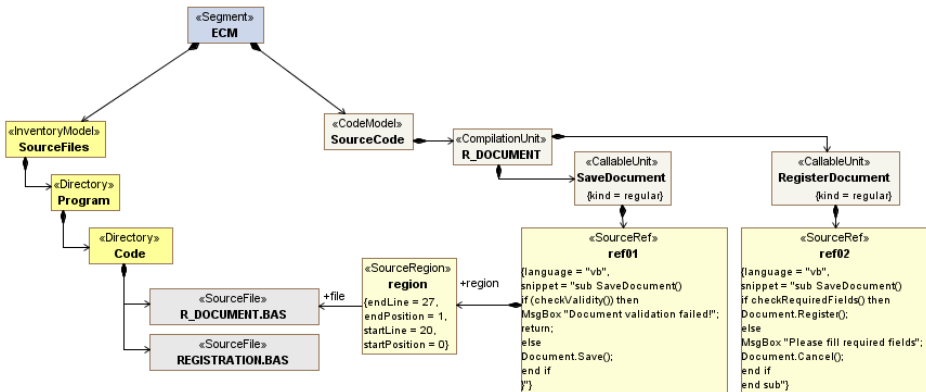 «Segment»
ECM
«InventoryModel»
SourceFiles
«Directory»
Program
«Directory»
Code
«SourceFile»
R_DOCUMENT.BAS
«SourceFile»
REGISTRATION.BAS
«CodeModel»
SourceCode
«CompilationUnit»
R_DOCUMENT
«CallableUnit»
SaveDocument
{kind = regular}
«CallableUnit»
RegisterDocument
{kind = regular}
+file
«SourceRegion»
region
{endLine = 27,
endPosition = 1,
startLine = 20,
startPosition = 0}
+region
«SourceRef»
ref01
{language = "vb",
snippet = "sub SaveDocument()
if (checkValidity()) then
MsgBox "Document validation failed!";
return;
else
Document.Save();
end if
}"}
«SourceRef»
ref02
{language = "vb",
snippet = "sub SaveDocument()
if checkRequiredFields() then
Document.Register();
else
MsgBox "Please fill required fields";
Document.Cancel();
end if
end sub"}